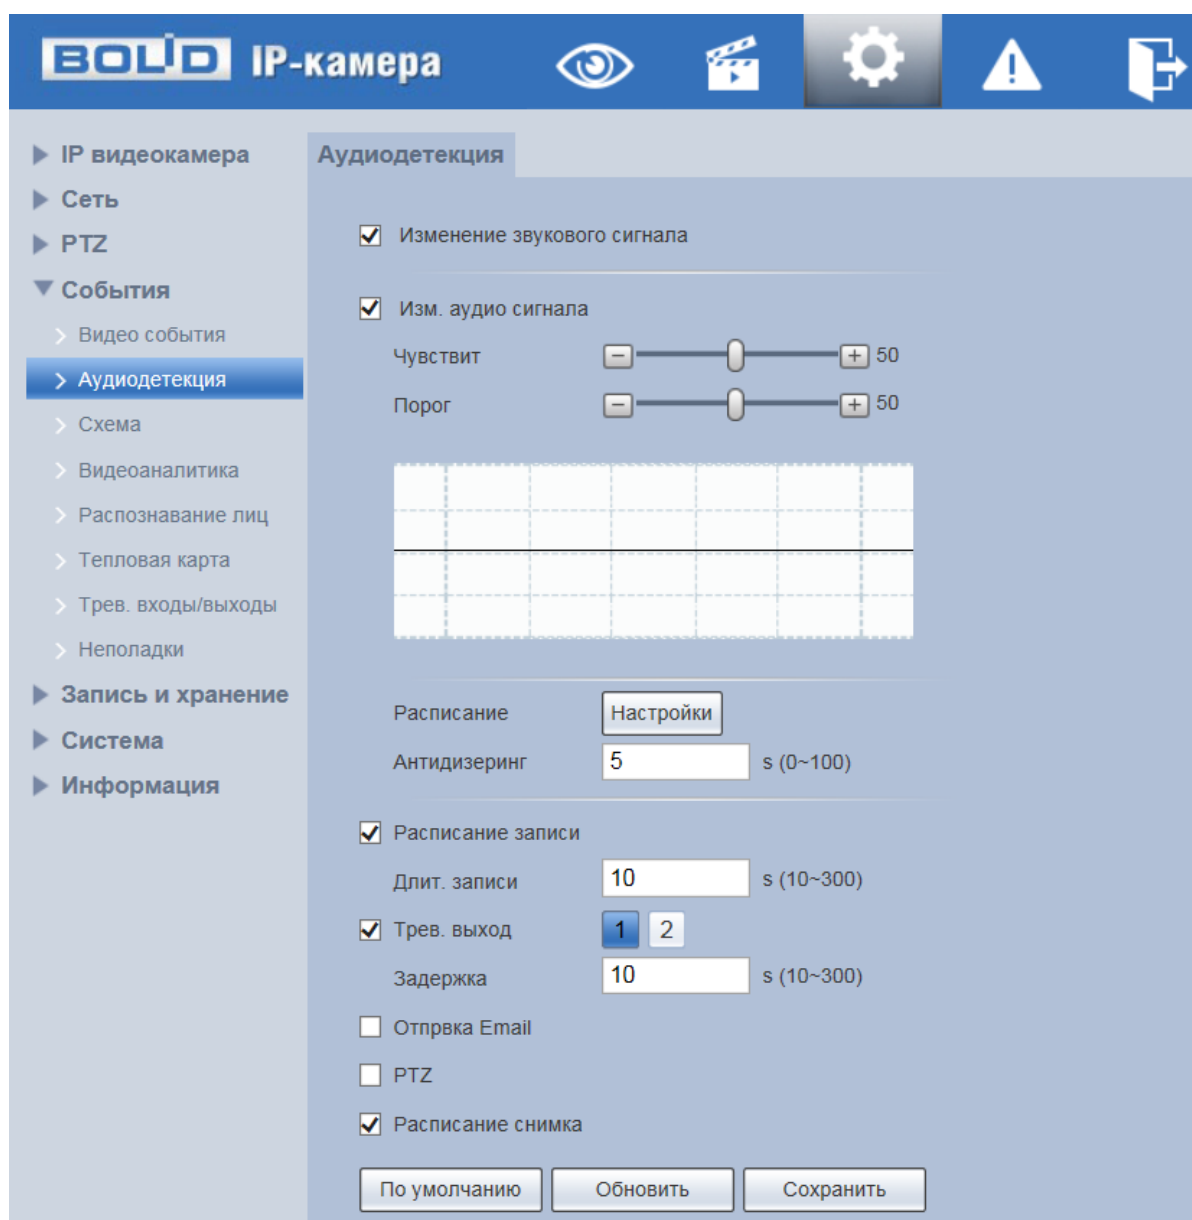 BOLID IP-камера
IP видеокамера
Сеть
PTZ
События
Видео события
Аудиодетекция
Схема
Видеоаналитика
Распознавание лиц
Тепловая карта
Трев. входы/выходы
Неполадки
Запись и хранение
Система
Информация
Аудиодетекция
Изменение звукового сигнала
Изм. аудио сигнала
Чувствит − + 50
Порог − + 50
Расписание Настройки
Антидизеринг 5 s (0~100)
Расписание записи
Длит. записи 10 s (10~300)
Трев. выход 1 2
Задержка 10 s (10~300)
Отпрвка Email
PTZ
Расписание снимка
По умолчанию Обновить Сохранить